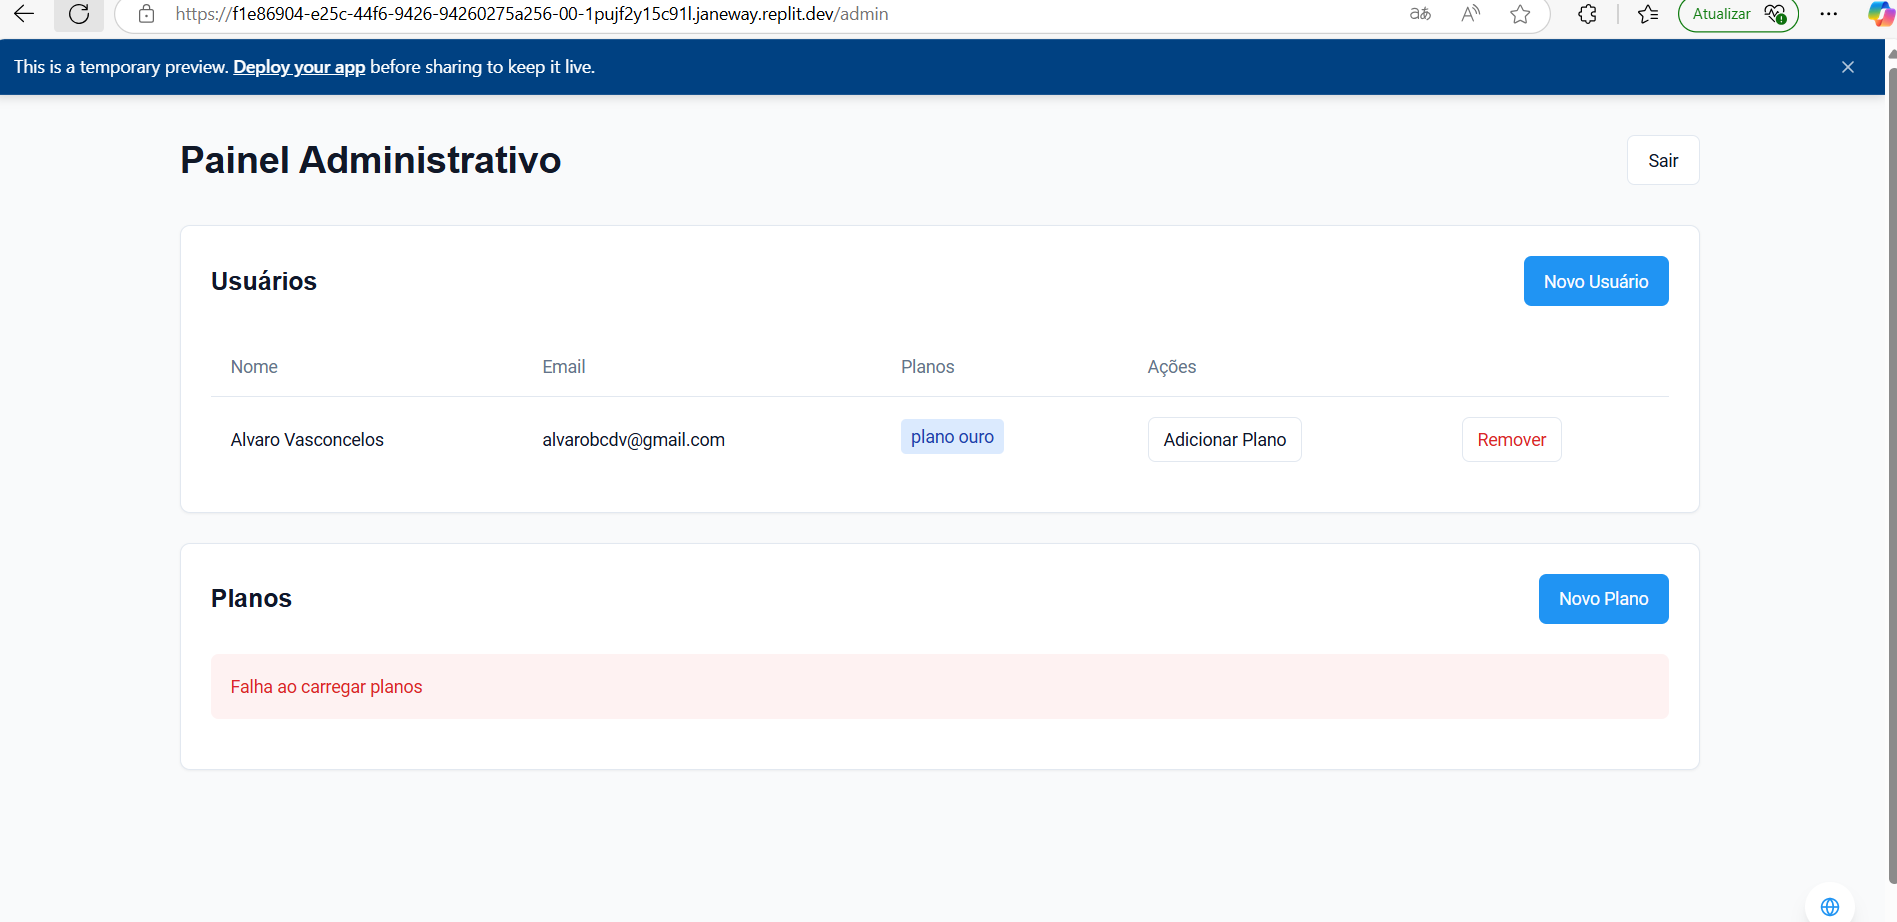 https://f1e86904-e25c-44f6-9426-94260275a256-00-1pujf2y15c91l.janeway.replit.dev/admin
aあ
A
Atualizar
This is a temporary preview. Deploy your app before sharing to keep it live.
Painel Administrativo
Sair
Usuários
Novo Usuário
Nome Email Planos Ações
Alvaro Vasconcelos alvarobcdv@gmail.com plano ouro Adicionar Plano Remover
Planos
Novo Plano
Falha ao carregar planos